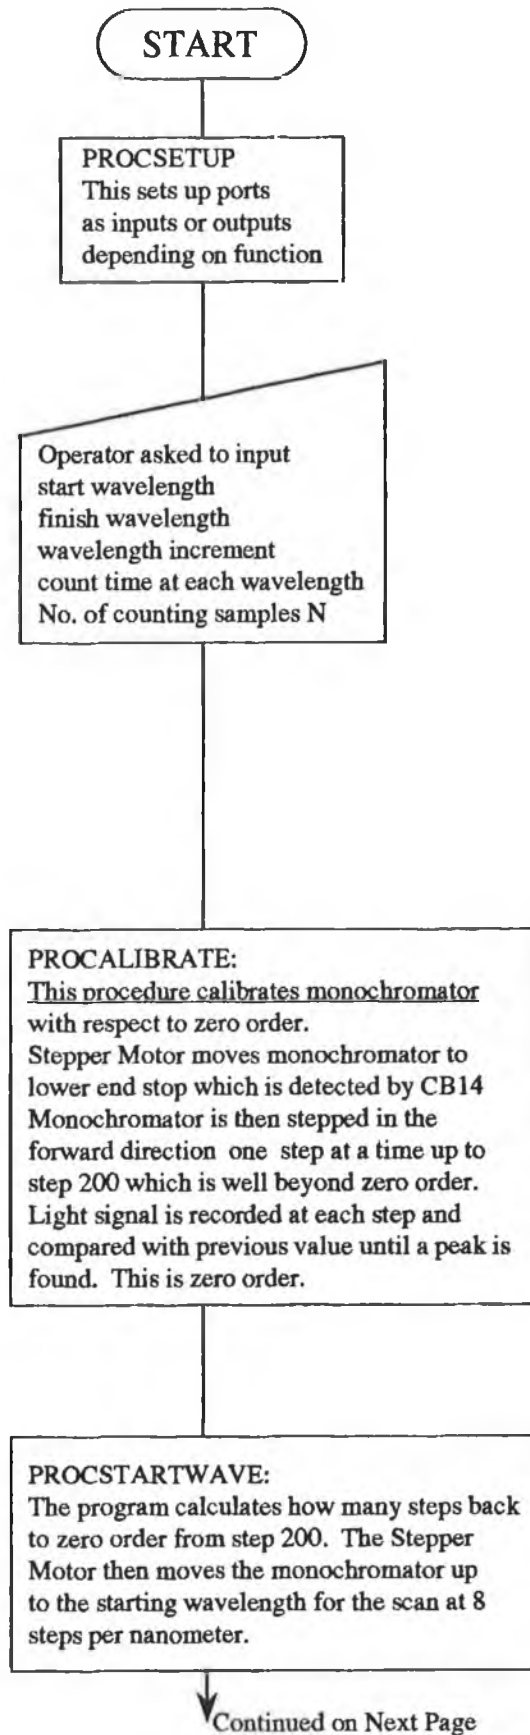 START
PROCSETUP
This sets up ports
as inputs or outputs
depending on function
Operator asked to input
start wavelength
finish wavelength
wavelength increment
count time at each wavelength
No. of counting samples N
PROCALIBRATE:
This procedure calibrates monochromator
with respect to zero order.
Stepper Motor moves monochromator to
lower end stop which is detected by CB14
Monochromator is then stepped in the
forward direction one step at a time up to
step 200 which is well beyond zero order.
Light signal is recorded at each step and
compared with previous value until a peak is
found. This is zero order.
PROCSTARTWAVE:
The program calculates how many steps back
to zero order from step 200. The Stepper
Motor then moves the monochromator up
to the starting wavelength for the scan at 8
steps per nanometer.
Continued on Next Page